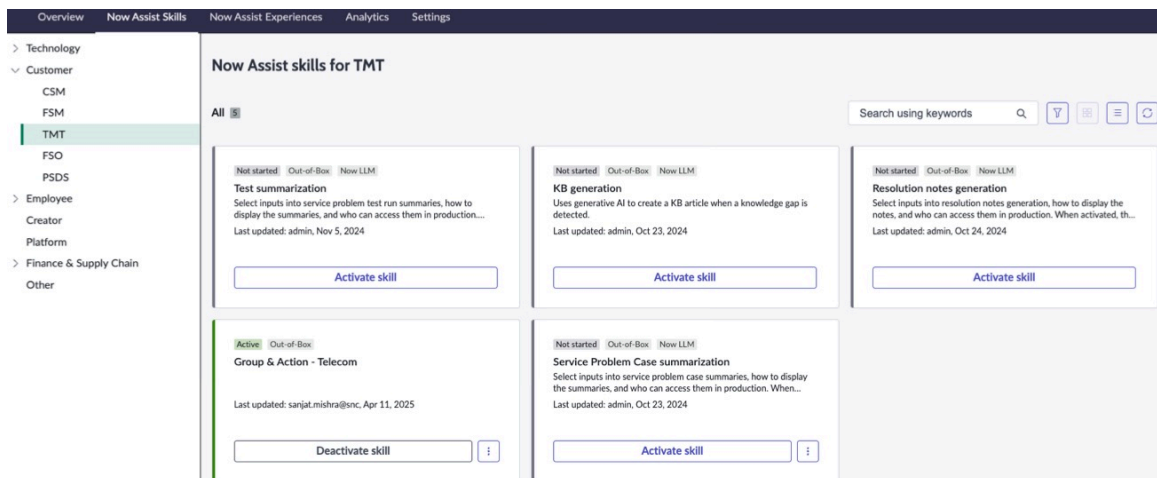 Overview Now Assist Skills Now Assist Experiences Analytics Settings
Technology
Customer
CSM
FSM
TMT
FSO
PSDS
Employee
Creator
Platform
Finance & Supply Chain
Other
Now Assist skills for TMT
All 5
Search using keywords
Not started Out-of-Box Now LLM
Test summarization
Select inputs into service problem test run summaries, how to
display the summaries, and who can access them in production....
Last updated: admin, Nov 5, 2024
Activate skill
Not started Out-of-Box Now LLM
KB generation
Uses generative AI to create a KB article when a knowledge gap is
detected.
Last updated: admin, Oct 23, 2024
Activate skill
Not started Out-of-Box Now LLM
Resolution notes generation
Select inputs into resolution notes generation, how to display the
notes, and who can access them in production. When activated, th...
Last updated: admin, Oct 24, 2024
Activate skill
Active Out-of-Box
Group & Action - Telecom
Last updated: sanjat.mishra@snc, Apr 11, 2025
Deactivate skill
Not started Out-of-Box Now LLM
Service Problem Case summarization
Select inputs into service problem case summaries, how to display
the summaries, and who can access them in production. When...
Last updated: admin, Oct 23, 2024
Activate skill